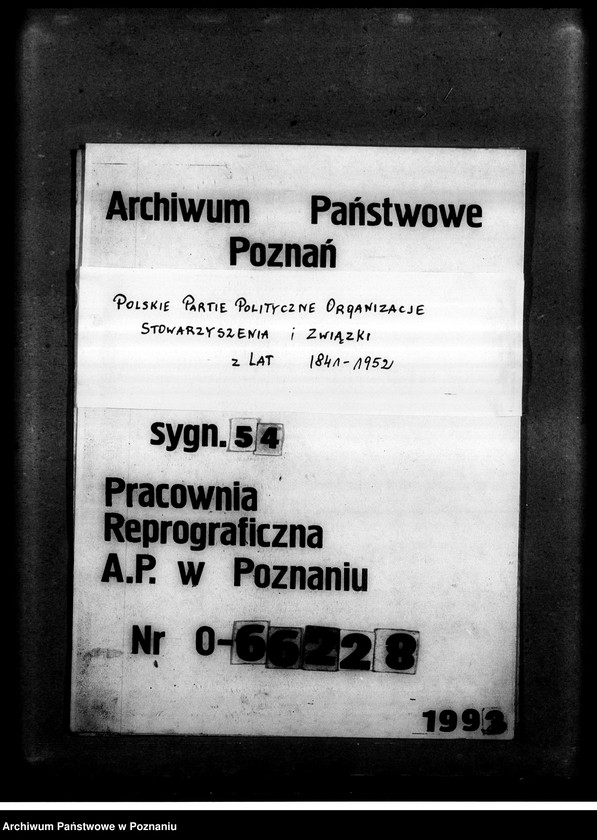 Archiwum Państwowe
Poznań
POLSKIE PARTIE POLITYCZNE ORGANIZACJE
STOWARZYSZENIA i ZWIĄZKI
z LAT 1841-1952
sygn. 54
Pracownia
Reprograficzna
A.P. w Poznaniu
Nr 0-66228
1993
Archiwum Państwowe w Poznaniu